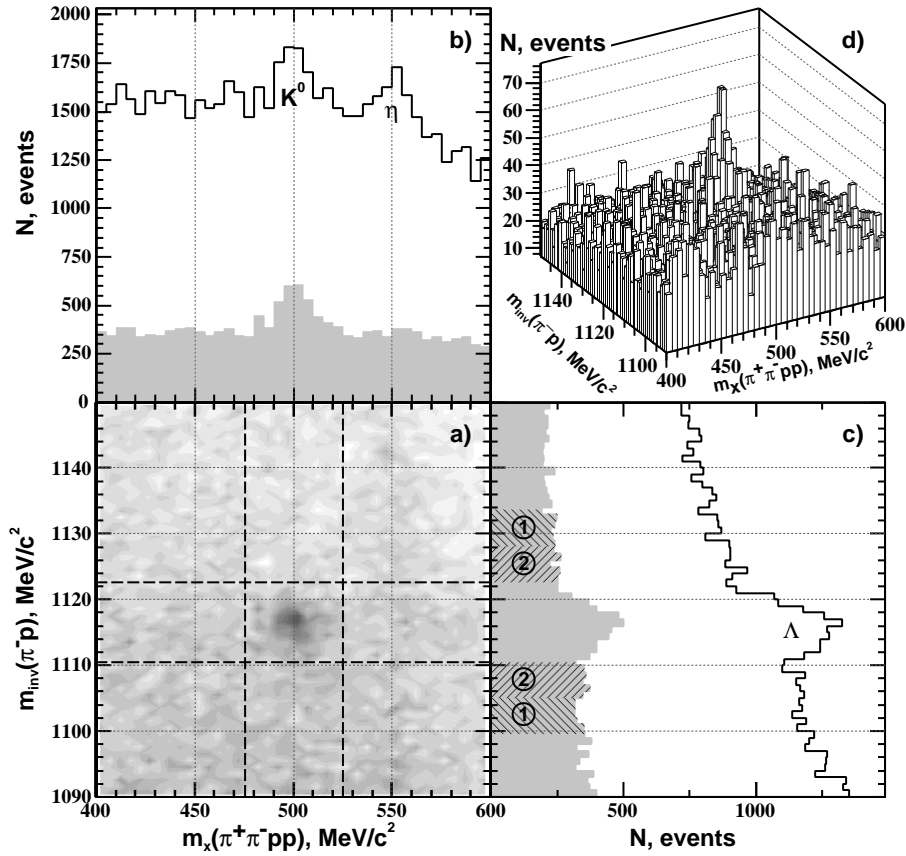 b)
N, events
2000
1750
1500
1250
1000
750
500
250
0
K⁰
η
d)
N, events
70
60
50
40
30
20
10
1140
1120
1100
m_inv(π⁻p), MeV/c²
400
450
500
550
600
m_x(π⁺π⁻pp), MeV/c²
a)
m_inv(π⁻p), MeV/c²
1140
1130
1120
1110
1100
1090
400
450
500
550
600
m_x(π⁺π⁻pp), MeV/c²
c)
①
②
②
①
Λ
500
1000
N, events